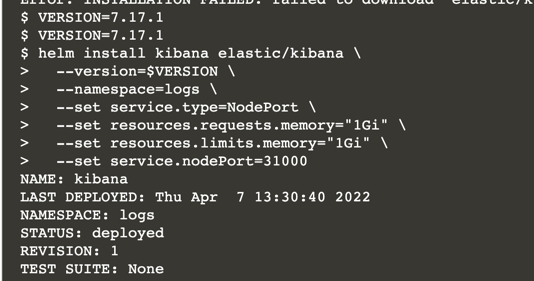 ERROR: INSTALLATION FAILED: failed to download "elastic/k
$ VERSION=7.17.1
$ VERSION=7.17.1
$ helm install kibana elastic/kibana \
>   --version=$VERSION \
>   --namespace=logs \
>   --set service.type=NodePort \
>   --set resources.requests.memory="1Gi" \
>   --set resources.limits.memory="1Gi" \
>   --set service.nodePort=31000
NAME: kibana
LAST DEPLOYED: Thu Apr  7 13:30:40 2022
NAMESPACE: logs
STATUS: deployed
REVISION: 1
TEST SUITE: None